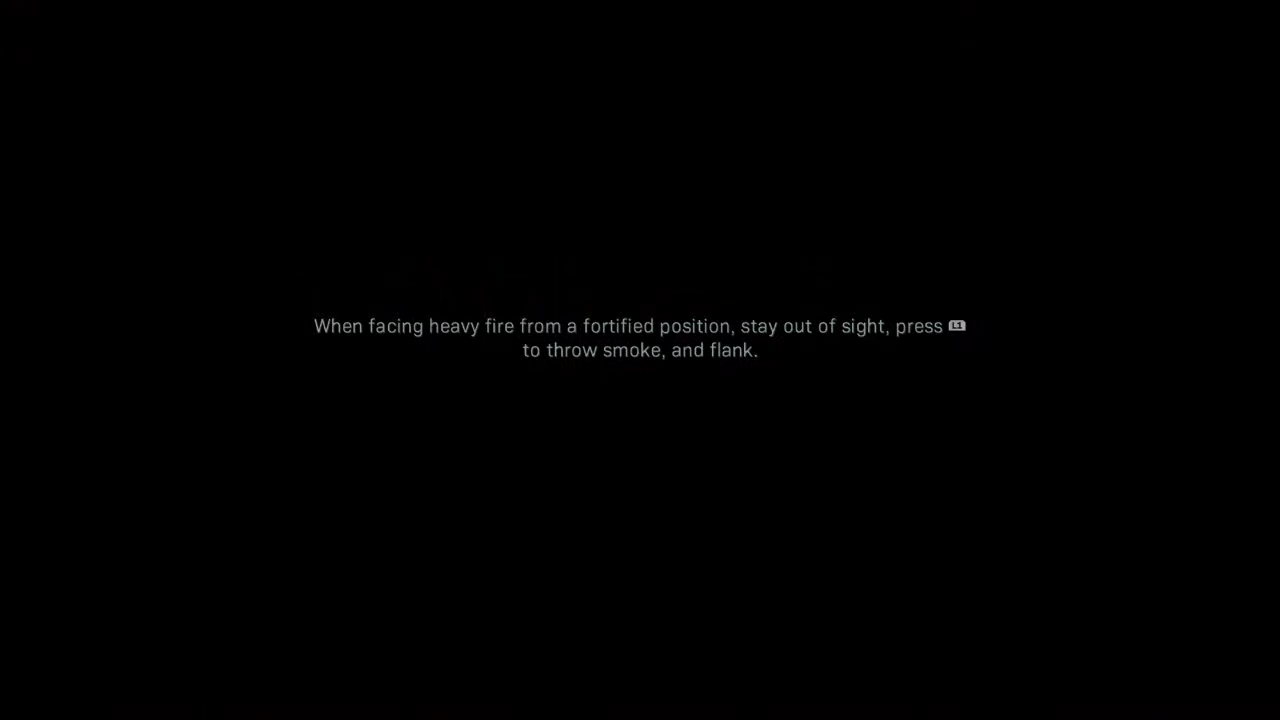 When facing heavy fire from a fortified position, stay out of sight, press L1
to throw smoke, and flank.